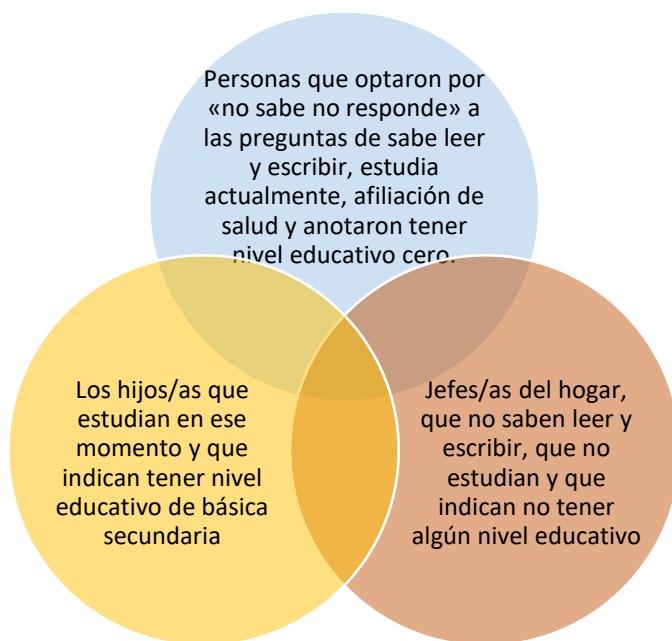 Personas que optaron por
«no sabe no responde» a
las preguntas de sabe leer
y escribir, estudia
actualmente, afiliación de
salud y anotaron tener
nivel educativo cero.
Los hijos/as que
estudian en ese
momento y que
indican tener nivel
educativo de básica
secundaria
Jefes/as del hogar,
que no saben leer y
escribir, que no
estudian y que
indican no tener
algún nivel educativo